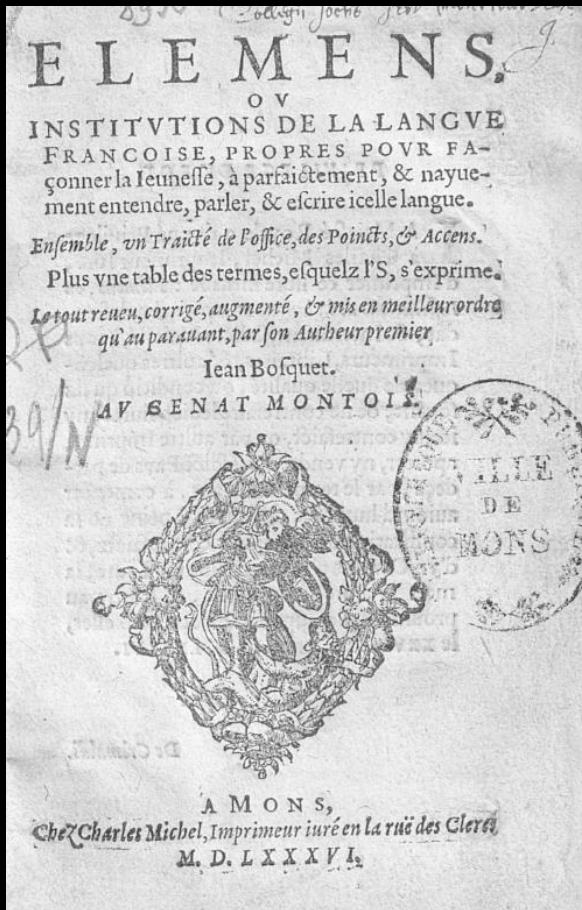 ELEMENS,
OV
INSTITVTIONS DE LA LANGVE
FRANCOISE, PROPRES POVR FA-
çonner la Ieuneſſe, à parfaictement, & nayue-
ment entendre, parler, & eſcrire icelle langue.
Enſemble, vn Traicté de l'office, des Poincts, & Accens.
Plus vne table des termes, eſquelz l'S, s'exprime.
Le tout reueu, corrigé, augmenté, & mis en meilleur ordre
qu'au parauant, par ſon Autheur premier
Iean Boſquet.
AV SENAT MONTOIS.
VILLE
DE
MONS
A MONS,
Chez Charles Michel, Imprimeur iuré en la ruë des Clercs
M. D. LXXXVI.